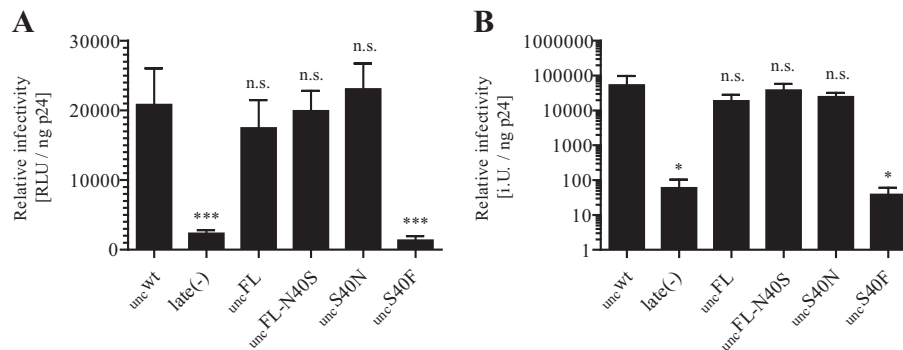 A
Relative infectivity
[RLU / ng p24]
30000
20000
10000
0
***
n.s.
n.s.
n.s.
***
unc wt
late(-)
unc FL
unc FL-N40S
unc S40N
unc S40F
B
Relative infectivity
[i.U. / ng p24]
1000000
100000
10000
1000
100
10
1
*
n.s.
n.s.
n.s.
*
unc wt
late(-)
unc FL
unc FL-N40S
unc S40N
unc S40F